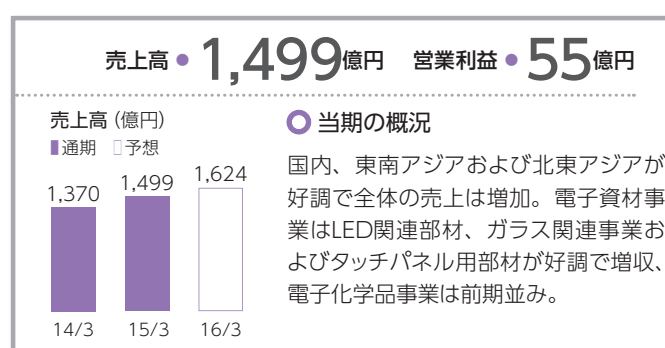 売上高 ● 1,499億円 営業利益 ● 55億円
売上高（億円）
■通期 □予想
1,370 1,499 1,624
14/3 15/3 16/3
当期の概況
国内、東南アジアおよび北東アジアが
好調で全体の売上は増加。電子資材事
業はLED関連部材、ガラス関連事業お
よびタッチパネル用部材が好調で増収、
電子化学品事業は前期並み。